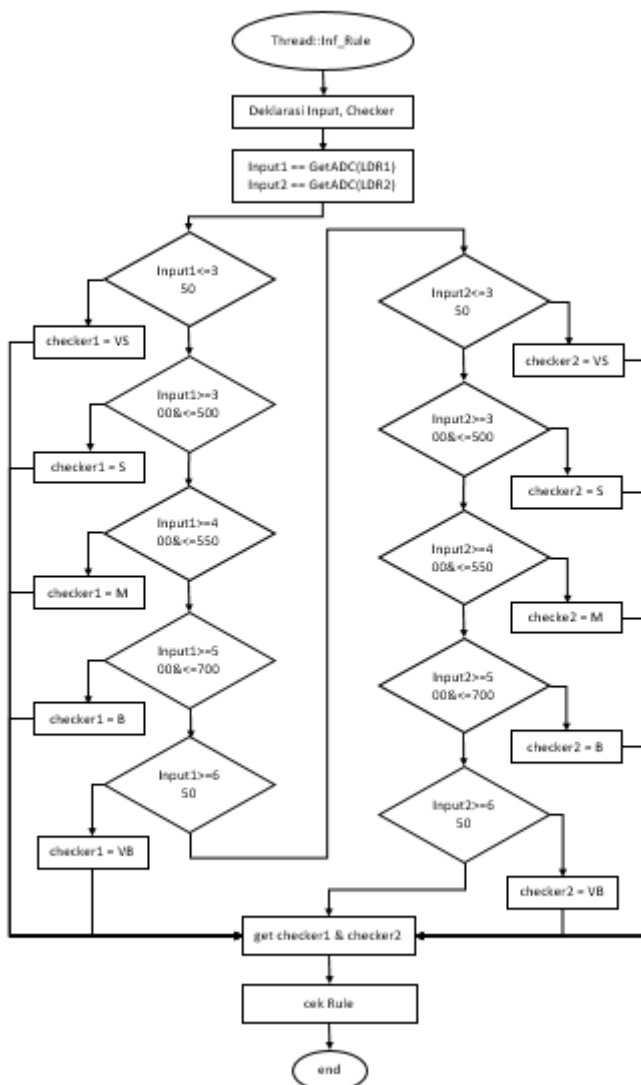 Thread::Inf_Rule
Deklarasi Input, Checker
Input1 == GetADC(LDR1)
Input2 == GetADC(LDR2)
Input1<=3
50
checker1 = VS
Input1>=3
00&<=500
checker1 = S
Input1>=4
00&<=550
checker1 = M
Input1>=5
00&<=700
checker1 = B
Input1>=6
50
checker1 = VB
Input2<=3
50
checker2 = VS
Input2>=3
00&<=500
checker2 = S
Input2>=4
00&<=550
checke2 = M
Input2>=5
00&<=700
checker2 = B
Input2>=6
50
checker2 = VB
get checker1 & checker2
cek Rule
end